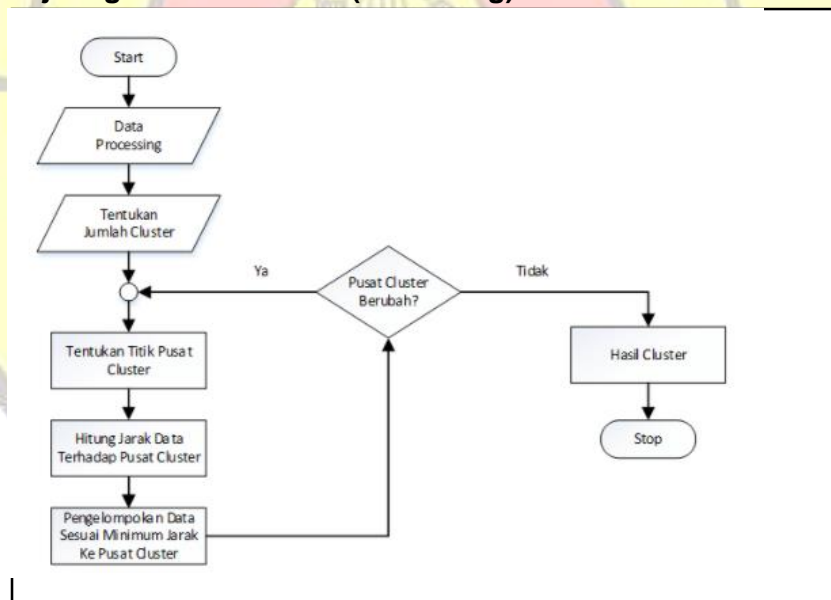 Start
Data
Processing
Tentukan
Jumlah Cluster
Ya
Pusat Cluster
Berubah?
Tidak
Tentukan Titik Pusat
Cluster
Hasil Cluster
Hitung Jarak Data
Terhadap Pusat Cluster
Stop
Pengelompokan Data
Sesuai Minimum Jarak
Ke Pusat Cluster